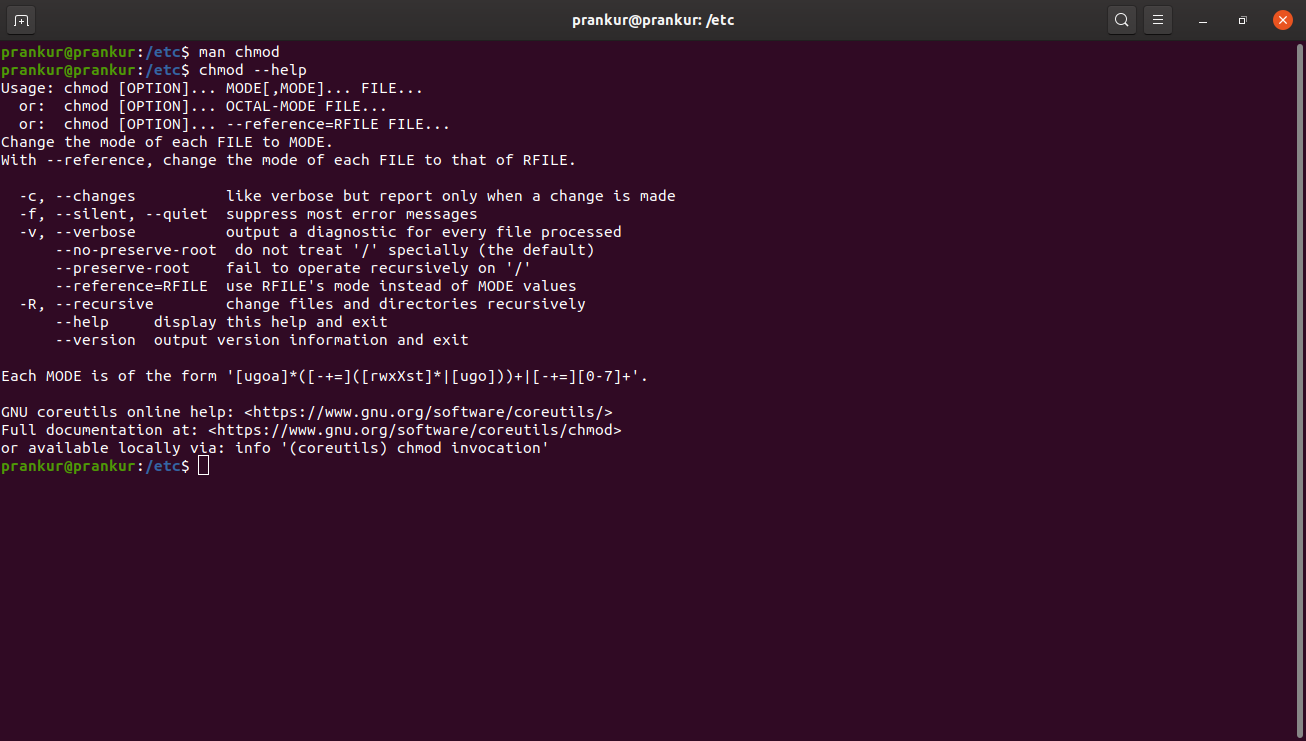 prankur@prankur: /etc
prankur@prankur:/etc$ man chmod
prankur@prankur:/etc$ chmod --help
Usage: chmod [OPTION]... MODE[,MODE]... FILE...
  or:  chmod [OPTION]... OCTAL-MODE FILE...
  or:  chmod [OPTION]... --reference=RFILE FILE...
Change the mode of each FILE to MODE.
With --reference, change the mode of each FILE to that of RFILE.

  -c, --changes          like verbose but report only when a change is made
  -f, --silent, --quiet  suppress most error messages
  -v, --verbose          output a diagnostic for every file processed
      --no-preserve-root  do not treat '/' specially (the default)
      --preserve-root    fail to operate recursively on '/'
      --reference=RFILE  use RFILE's mode instead of MODE values
  -R, --recursive        change files and directories recursively
      --help     display this help and exit
      --version  output version information and exit

Each MODE is of the form '[ugoa]*([-+=]([rwxXst]*|[ugo]))+|[-+=][0-7]+'.

GNU coreutils online help: <https://www.gnu.org/software/coreutils/>
Full documentation at: <https://www.gnu.org/software/coreutils/chmod>
or available locally via: info '(coreutils) chmod invocation'
prankur@prankur:/etc$